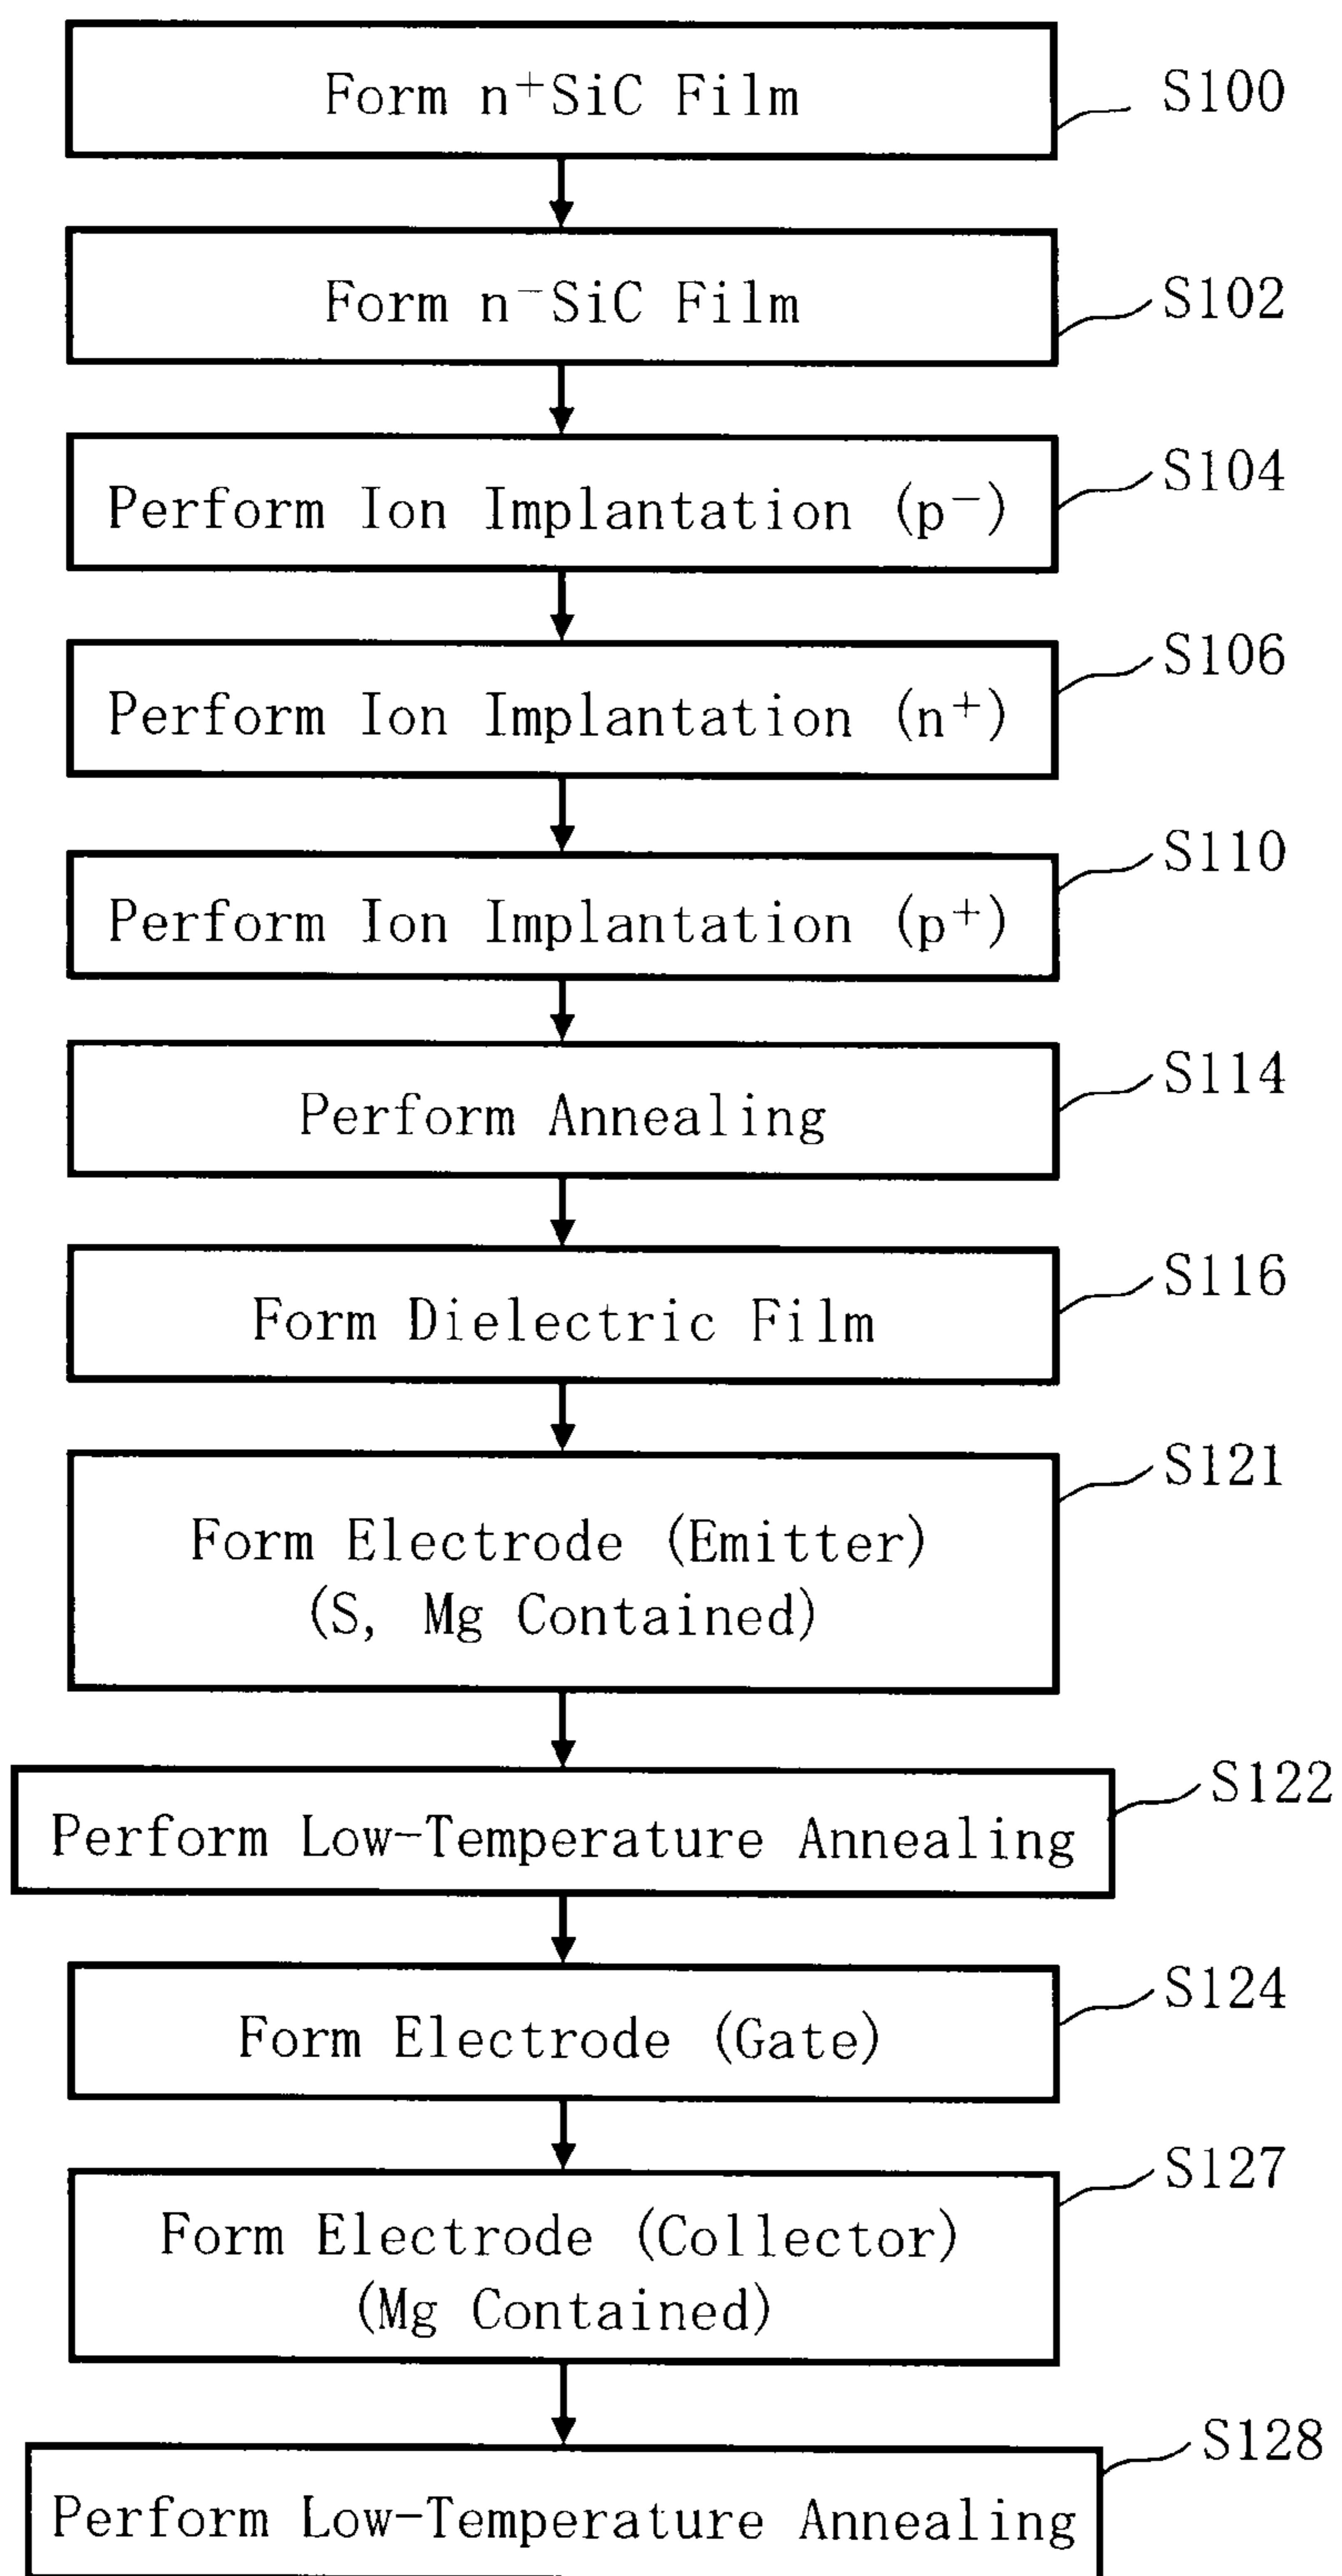 Form n⁺SiC Film
S100
Form n⁻SiC Film
S102
Perform Ion Implantation (p⁻)
S104
Perform Ion Implantation (n⁺)
S106
Perform Ion Implantation (p⁺)
S110
Perform Annealing
S114
Form Dielectric Film
S116
Form Electrode (Emitter)
(S, Mg Contained)
S121
Perform Low-Temperature Annealing
S122
Form Electrode (Gate)
S124
Form Electrode (Collector)
(Mg Contained)
S127
Perform Low-Temperature Annealing
S128